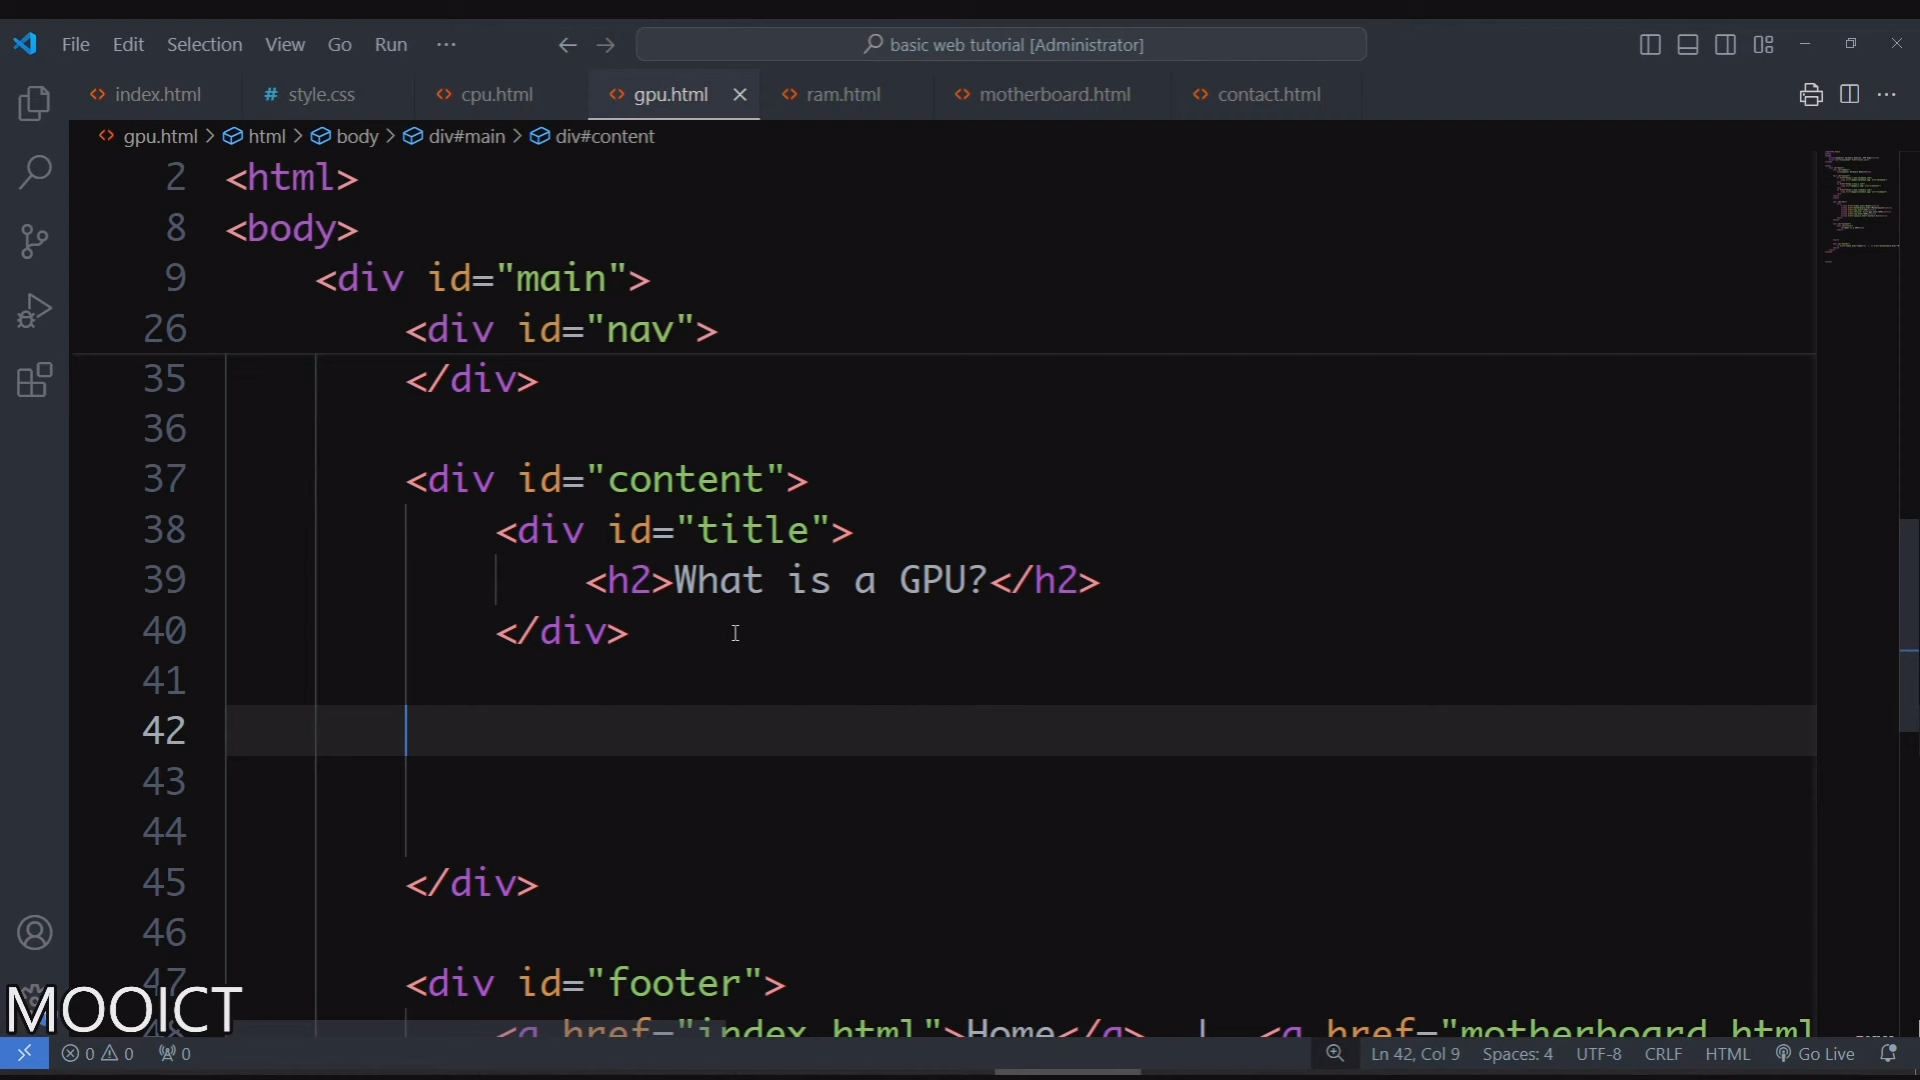 File Edit Selection View Go Run ···
basic web tutorial [Administrator]
index.html # style.css cpu.html gpu.html ram.html motherboard.html contact.html
gpu.html > html > body > div#main > div#content
2 <html>
8 <body>
9 <div id="main">
26 <div id="nav">
35 </div>
36
37 <div id="content">
38 <div id="title">
39 <h2>What is a GPU?</h2>
40 </div>
41
42
43
44
45 </div>
46
47 <div id="footer">
48 <a href="index.html">Home</a> | <a href="motherboard.html
MOOICT
0 0 0 Ln 42, Col 9 Spaces: 4 UTF-8 CRLF HTML Go Live